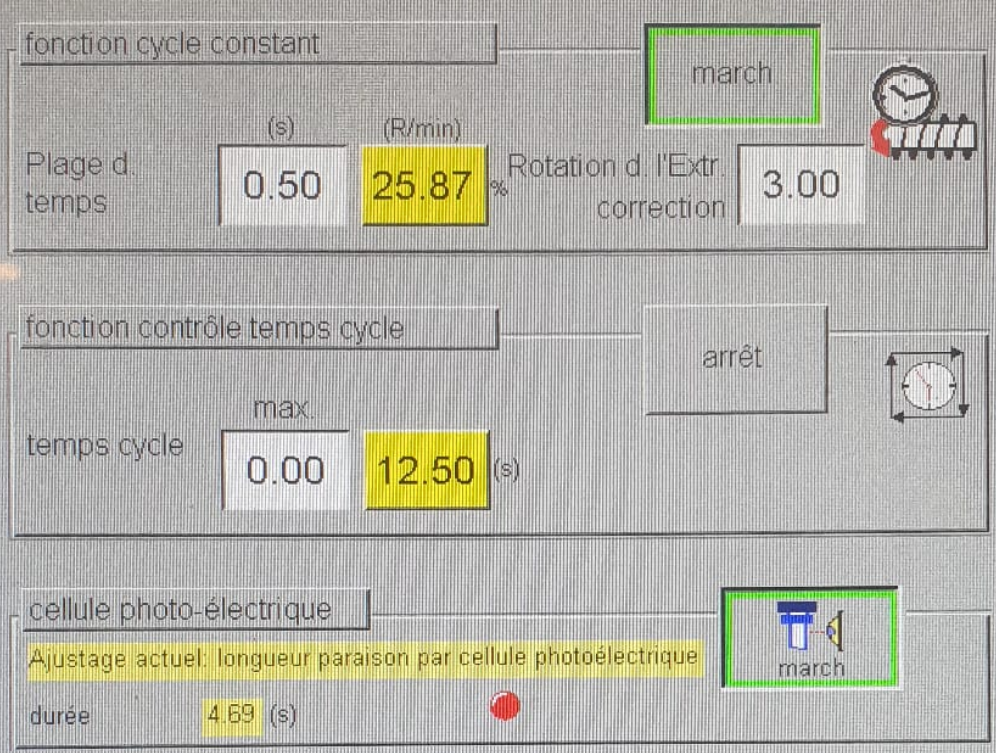 fonction cycle constant
march
(s) (R/min)
Plage d. temps 0.50 25.87 % Rotation d. l'Extr. correction 3.00
fonction contrôle temps cycle
arrêt
max.
temps cycle 0.00 12.50 (s)
cellule photo-électrique
march
Ajustage actuel: longueur paraison par cellule photoélectrique
durée 4.69 (s)